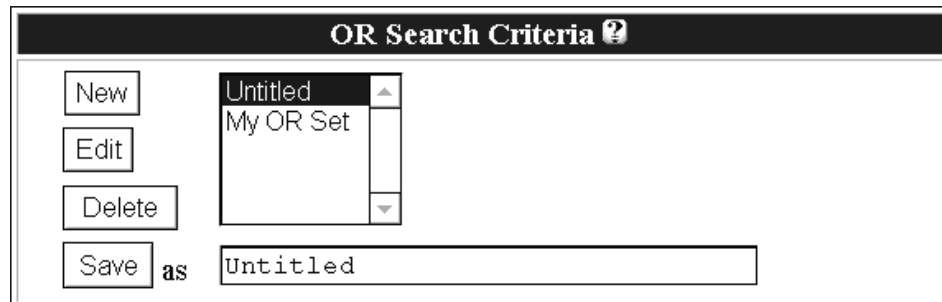 OR Search Criteria ?
New
Untitled
My OR Set
Edit
Delete
Save as Untitled